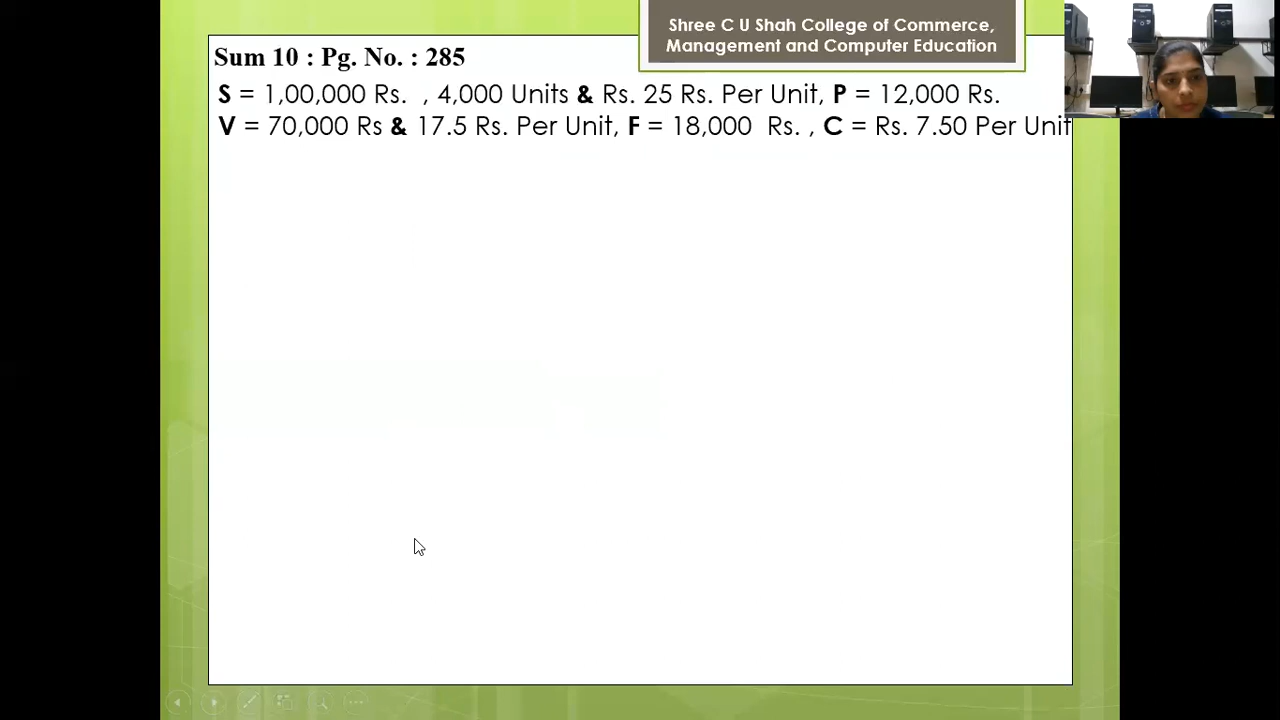 Shree C U Shah College of Commerce,
Management and Computer Education
Sum 10 : Pg. No. : 285
S = 1,00,000 Rs. , 4,000 Units & Rs. 25 Rs. Per Unit, P = 12,000 Rs.
V = 70,000 Rs & 17.5 Rs. Per Unit, F = 18,000 Rs. , C = Rs. 7.50 Per Unit